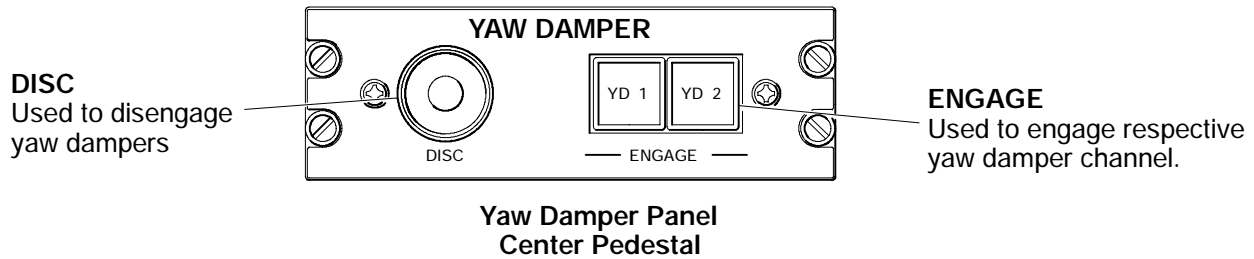 YAW DAMPER
DISC
Used to disengage
yaw dampers
YD 1 YD 2
DISC
ENGAGE
ENGAGE
Used to engage respective
yaw damper channel.
Yaw Damper Panel
Center Pedestal